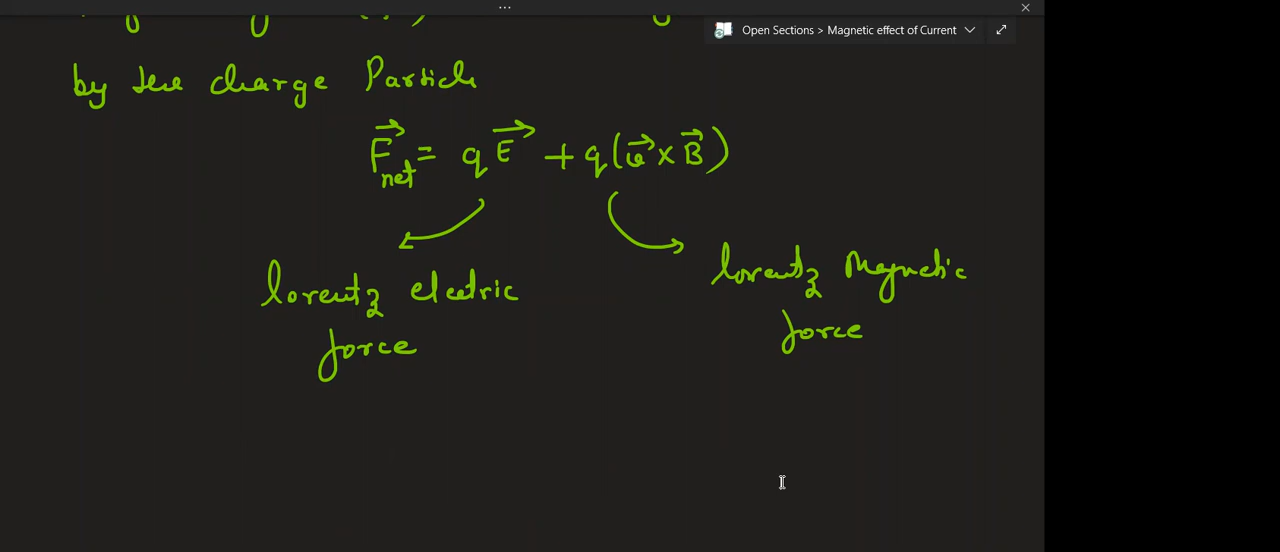 Open Sections > Magnetic effect of Current
by the charge Particle
F⃗net = qE⃗ + q(v⃗ × B⃗)
lorentz electric
force
lorentz Magnetic
force